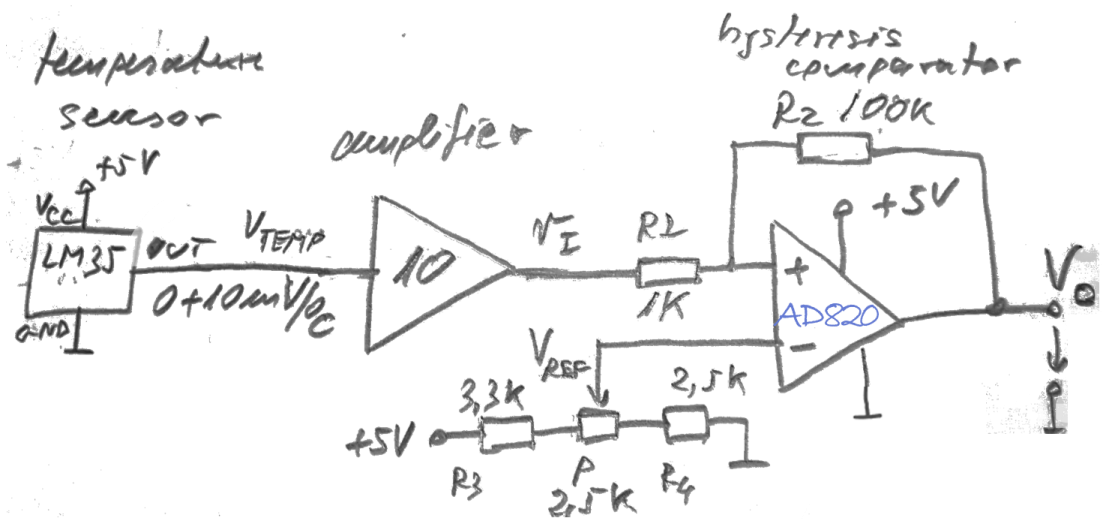 temperature
sensor
+5V
VCC
LM35
OUT
GND
VTEMP
0+10mV/°C
amplifier
10
VI
R1
1K
hysteresis
comparator
R2 100K
+5V
+
AD820
-
VO
VREF
+5V
3,3K
R3
P
2,5K
2,5K
R4